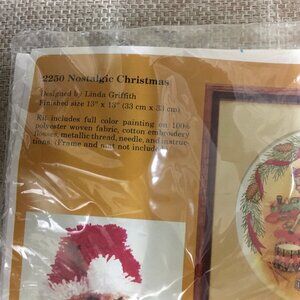 2250 Nostalgic Christmas
Designed by Linda Griffith
Finished size 13" x 13" (33 cm x 33 cm)
Kit includes full color painting on 100%
polyester woven fabric, cotton embroidery
flosses, metallic thread, needle, and instruc-
tions. (Frame and mat not included)